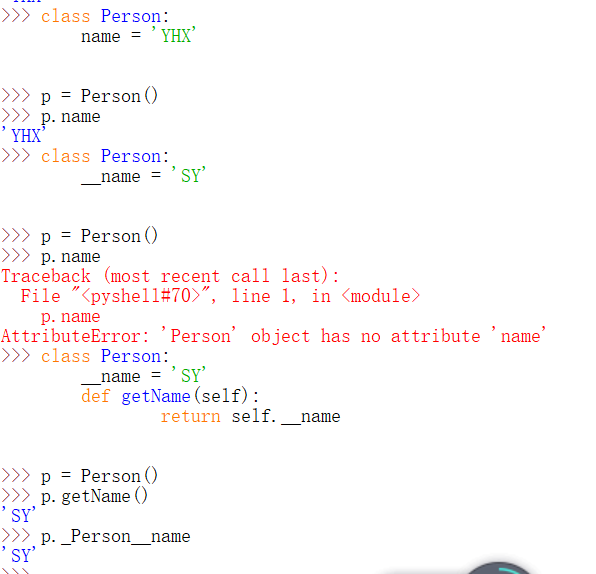 >>> class Person:
        name = 'YHX'
>>> p = Person()
>>> p.name
'YHX'
>>> class Person:
        __name = 'SY'
>>> p = Person()
>>> p.name
Traceback (most recent call last):
  File "<pyshell#70>", line 1, in <module>
    p.name
AttributeError: 'Person' object has no attribute 'name'
>>> class Person:
        __name = 'SY'
        def getName(self):
                return self.__name
>>> p = Person()
>>> p.getName()
'SY'
>>> p._Person__name
'SY'
>>>